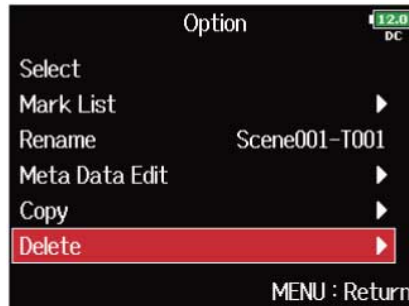 Option
12.0
DC
Select
Mark List
Rename Scene001-T001
Meta Data Edit
Copy
Delete
MENU : Return